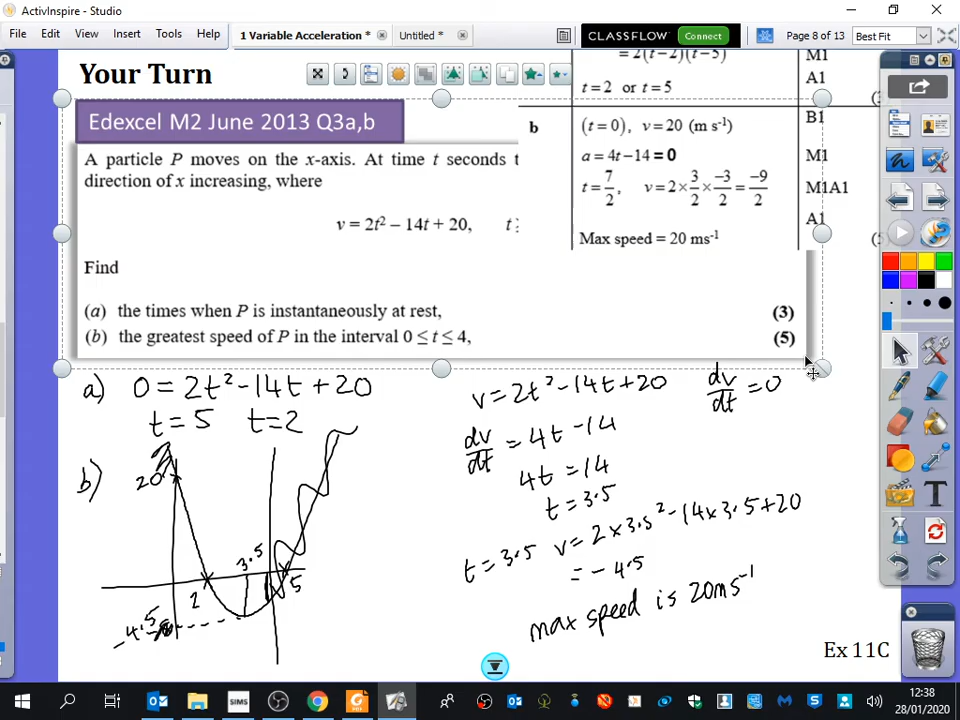 ActivInspire - Studio
File Edit View Insert Tools Help
1 Variable Acceleration * Untitled *
CLASSFLOW Connect
Page 8 of 13 Best Fit
Your Turn
Edexcel M2 June 2013 Q3a,b
A particle P moves on the x-axis. At time t seconds t
direction of x increasing, where
v = 2t² – 14t + 20, t ≥
Find
(a) the times when P is instantaneously at rest, (3)
(b) the greatest speed of P in the interval 0 ≤ t ≤ 4, (5)
= 2(t–2)(t–5) M1
t = 2 or t = 5 A1
(3
b (t = 0), v = 20 (m s⁻¹) B1
a = 4t – 14 = 0 M1
t = 7/2, v = 2 × 3/2 × -3/2 = -9/2 M1A1
A1
Max speed = 20 ms⁻¹ (5)
a) 0 = 2t² - 14t + 20
t = 5 t = 2
b)
20
2
3.5
5
-4.5
v = 2t² - 14t + 20 dv/dt = 0
dv/dt = 4t - 14
4t = 14
t = 3.5
t = 3.5 v = 2 × 3.5² - 14 × 3.5 + 20
= - 4.5
max speed is 20ms⁻¹
Ex 11C
SIMS
12:38
28/01/2020